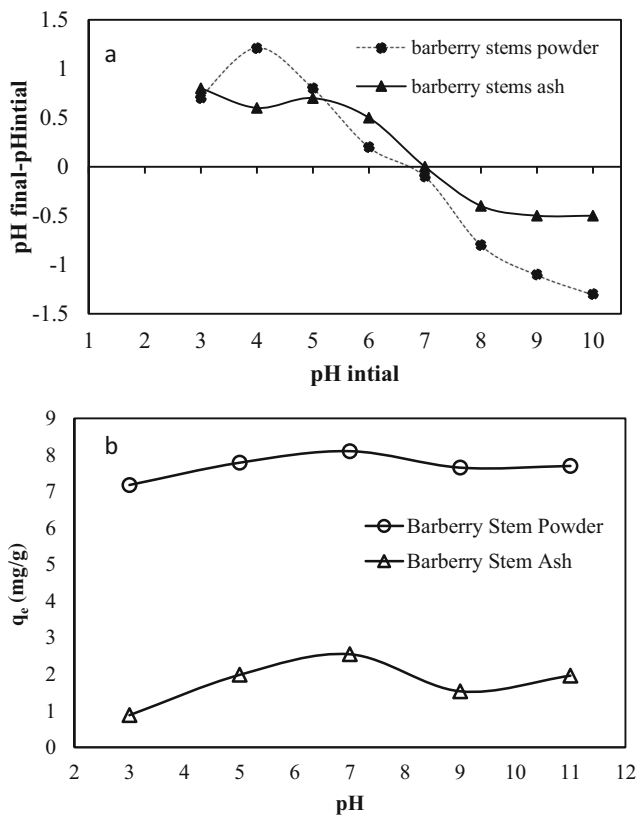 a
barberry stems powder
barberry stems ash
pH final-pHintial
1.5
1
0.5
0
-0.5
-1
-1.5
1 2 3 4 5 6 7 8 9 10
pH intial
b
Barberry Stem Powder
Barberry Stem Ash
qe (mg/g)
9
8
7
6
5
4
3
2
1
0
2 3 4 5 6 7 8 9 10 11 12
pH